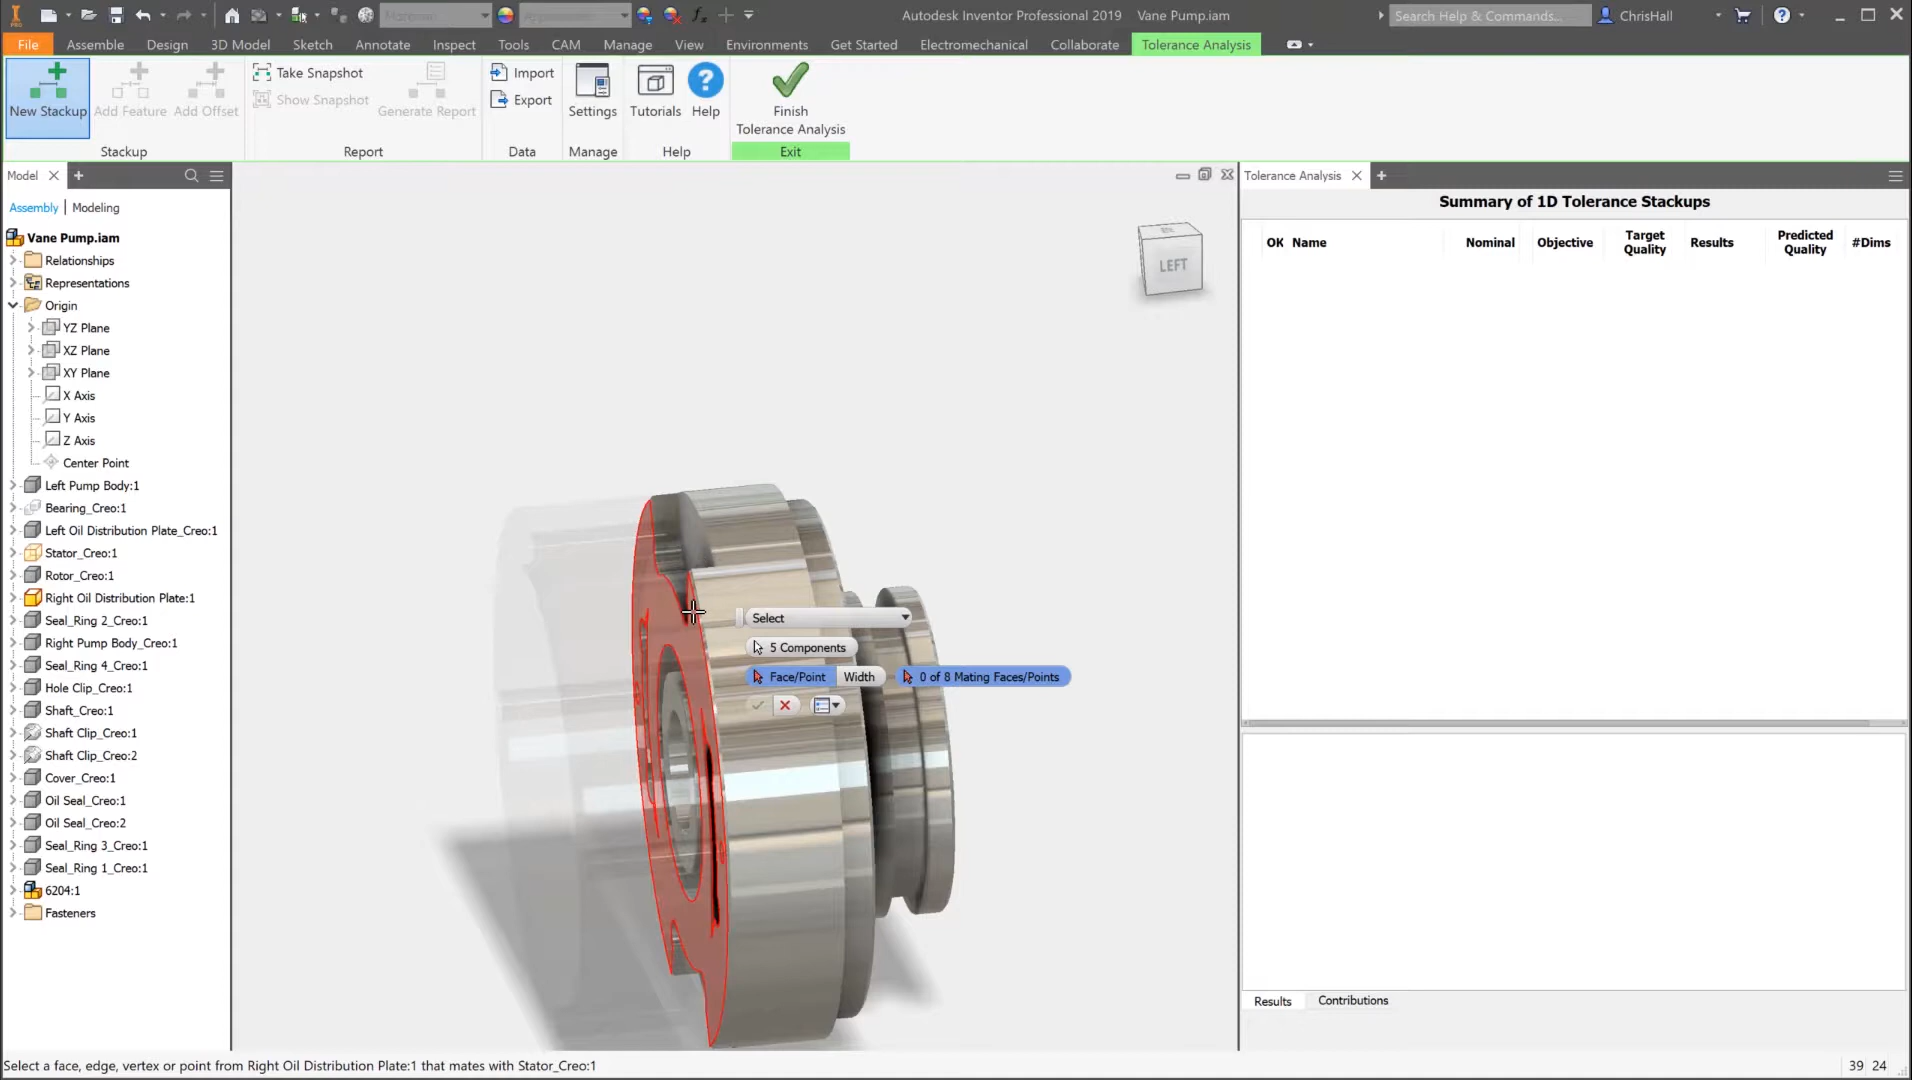 PRO
Material
Appearance
fx
Autodesk Inventor Professional 2019 Vane Pump.iam
Search Help & Commands...
ChrisHall
File Assemble Design 3D Model Sketch Annotate Inspect Tools CAM Manage View Environments Get Started Electromechanical Collaborate Tolerance Analysis
New Stackup
Add Feature
Add Offset
Stackup
Take Snapshot
Show Snapshot
Generate Report
Report
Import
Export
Data
Settings
Manage
Tutorials
Help
Help
Finish
Tolerance Analysis
Exit
Model
Assembly | Modeling
Vane Pump.iam
Relationships
Representations
Origin
YZ Plane
XZ Plane
XY Plane
X Axis
Y Axis
Z Axis
Center Point
Left Pump Body:1
Bearing_Creo:1
Left Oil Distribution Plate_Creo:1
Stator_Creo:1
Rotor_Creo:1
Right Oil Distribution Plate:1
Seal_Ring 2_Creo:1
Right Pump Body_Creo:1
Seal_Ring 4_Creo:1
Hole Clip_Creo:1
Shaft_Creo:1
Shaft Clip_Creo:1
Shaft Clip_Creo:2
Cover_Creo:1
Oil Seal_Creo:1
Oil Seal_Creo:2
Seal_Ring 3_Creo:1
Seal_Ring 1_Creo:1
6204:1
Fasteners
LEFT
Select
5 Components
Face/Point Width 0 of 8 Mating Faces/Points
Tolerance Analysis
Summary of 1D Tolerance Stackups
OK Name Nominal Objective Target Quality Results Predicted Quality #Dims
Results Contributions
Select a face, edge, vertex or point from Right Oil Distribution Plate:1 that mates with Stator_Creo:1
39 24